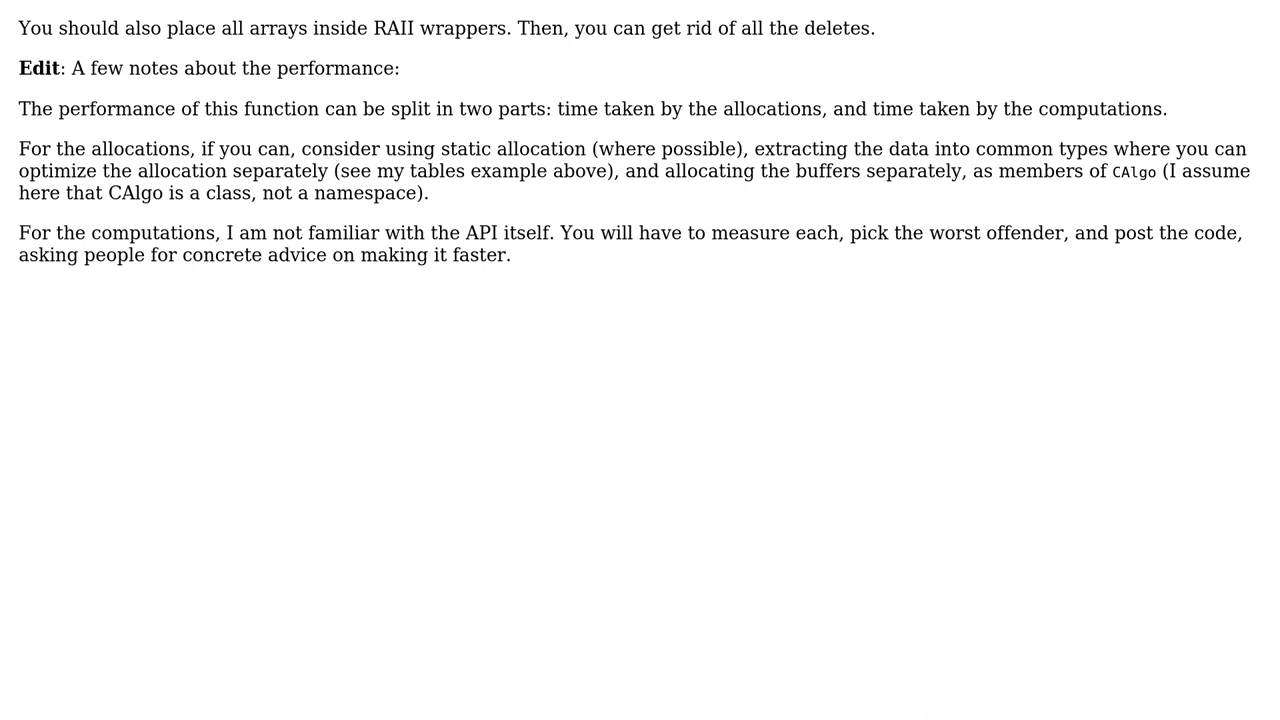 You should also place all arrays inside RAII wrappers. Then, you can get rid of all the deletes.
Edit: A few notes about the performance:
The performance of this function can be split in two parts: time taken by the allocations, and time taken by the computations.
For the allocations, if you can, consider using static allocation (where possible), extracting the data into common types where you can
optimize the allocation separately (see my tables example above), and allocating the buffers separately, as members of CAlgo (I assume
here that CAlgo is a class, not a namespace).
For the computations, I am not familiar with the API itself. You will have to measure each, pick the worst offender, and post the code,
asking people for concrete advice on making it faster.